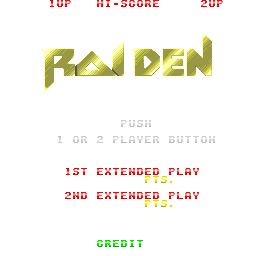 1UP HI-SCORE 2UP
RAIDEN
PUSH
1 OR 2 PLAYER BUTTON
1ST EXTENDED PLAY
PTS.
2ND EXTENDED PLAY
PTS.
CREDIT